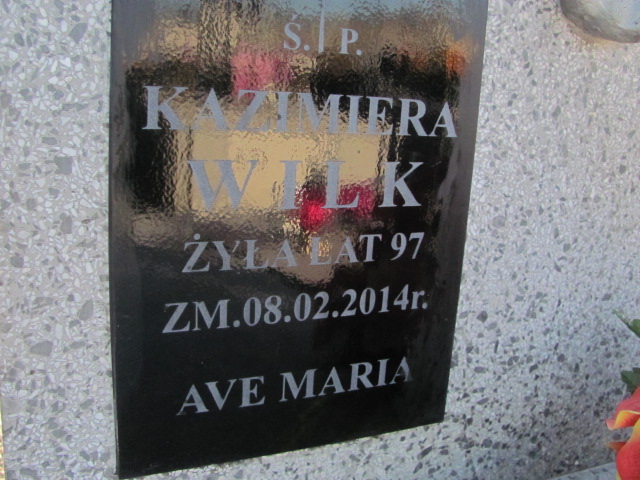 Ś. P.
KAZIMIERA
WILK
ŻYŁA LAT 97
ZM.08.02.2014r.
AVE MARIA